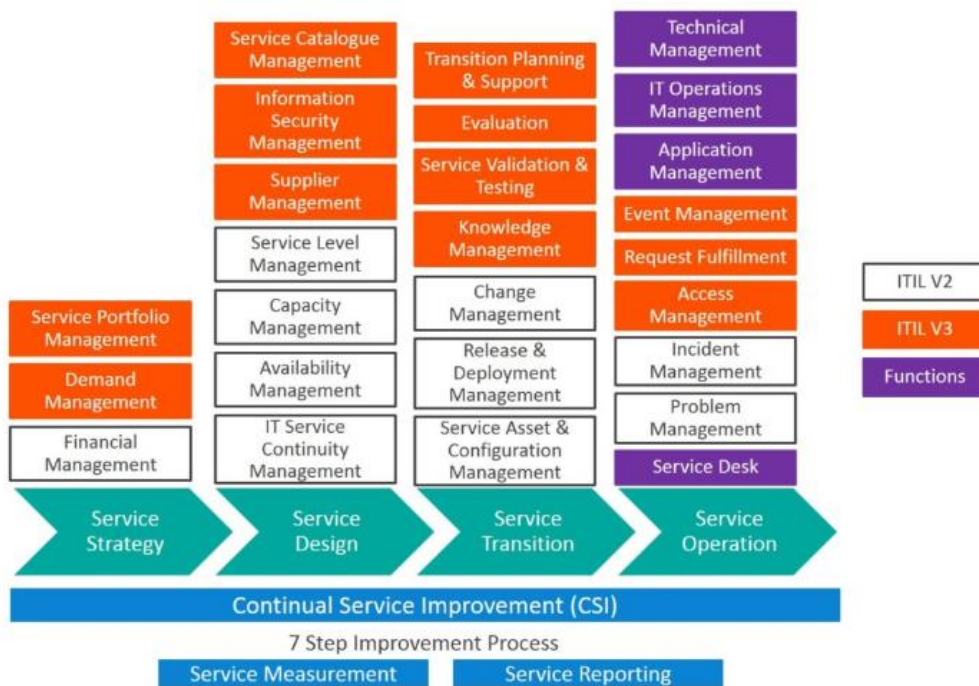 Service Portfolio
Management
Demand
Management
Financial
Management
Service
Strategy
Service Catalogue
Management
Information
Security
Management
Supplier
Management
Service Level
Management
Capacity
Management
Availability
Management
IT Service
Continuity
Management
Service
Design
Transition Planning
& Support
Evaluation
Service Validation &
Testing
Knowledge
Management
Change
Management
Release &
Deployment
Management
Service Asset &
Configuration
Management
Service
Transition
Technical
Management
IT Operations
Management
Application
Management
Event Management
Request Fulfillment
Access
Management
Incident
Management
Problem
Management
Service Desk
Service
Operation
ITIL V2
ITIL V3
Functions
Continual Service Improvement (CSI)
7 Step Improvement Process
Service Measurement
Service Reporting